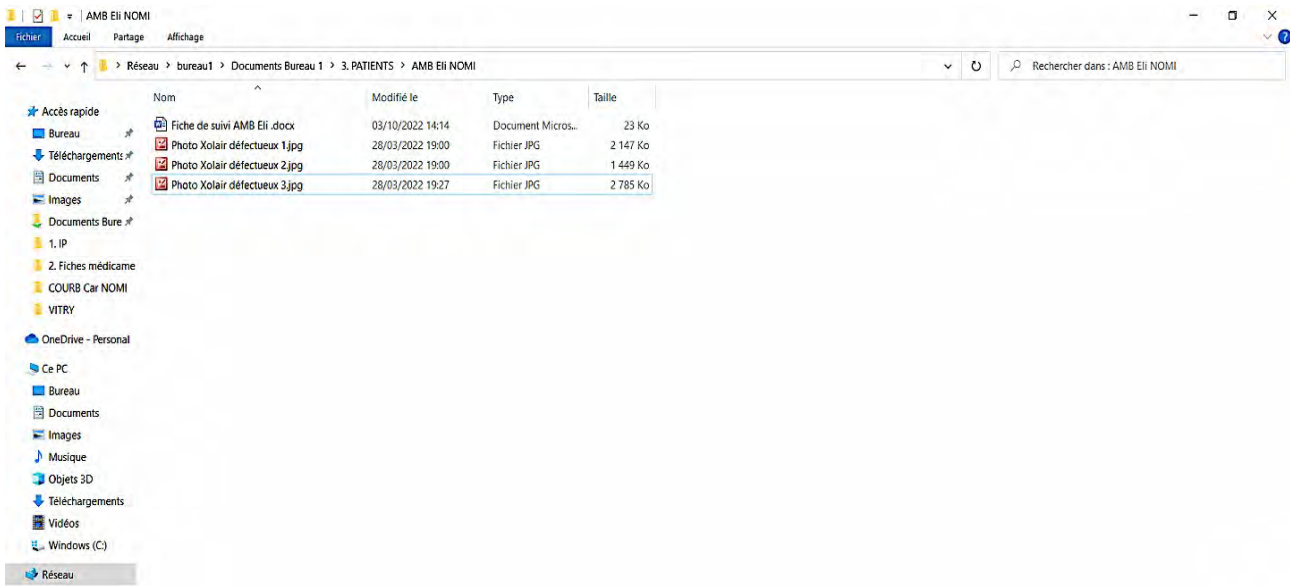 AMB Eli NOMI
Fichier Accueil Partage Affichage
Réseau > bureau1 > Documents Bureau 1 > 3. PATIENTS > AMB Eli NOMI
Rechercher dans : AMB Eli NOMI
Nom Modifié le Type Taille
Fiche de suivi AMB Eli .docx 03/10/2022 14:14 Document Micros... 23 Ko
Photo Xolair défectueux 1.jpg 28/03/2022 19:00 Fichier JPG 2 147 Ko
Photo Xolair défectueux 2.jpg 28/03/2022 19:00 Fichier JPG 1 449 Ko
Photo Xolair défectueux 3.jpg 28/03/2022 19:27 Fichier JPG 2 785 Ko
Accès rapide
Bureau
Téléchargements
Documents
Images
Documents Bure
1. IP
2. Fiches médicame
COURB Car NOMI
VITRY
OneDrive - Personal
Ce PC
Bureau
Documents
Images
Musique
Objets 3D
Téléchargements
Vidéos
Windows (C:)
Réseau